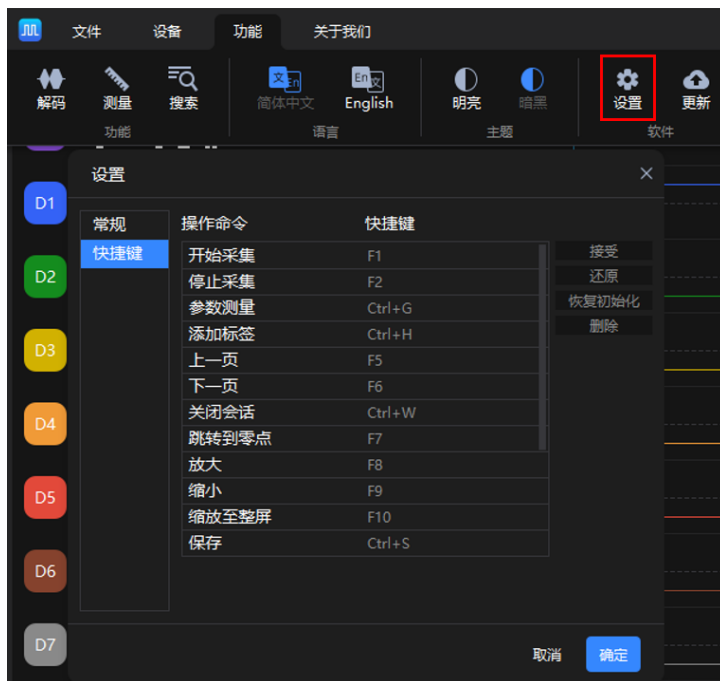 文件 设备 功能 关于我们
解码 测量 搜索 简体中文 English 明亮 暗黑 设置 更新
功能 语言 主题 软件
设置
D1
常规 操作命令 快捷键
快捷键 开始采集 F1 接受
停止采集 F2 还原
D2
参数测量 Ctrl+G 恢复初始化
添加标签 Ctrl+H 删除
D3
上一页 F5
下一页 F6
关闭会话 Ctrl+W
D4
跳转到零点 F7
放大 F8
缩小 F9
D5
缩放至整屏 F10
保存 Ctrl+S
D6
D7
取消 确定